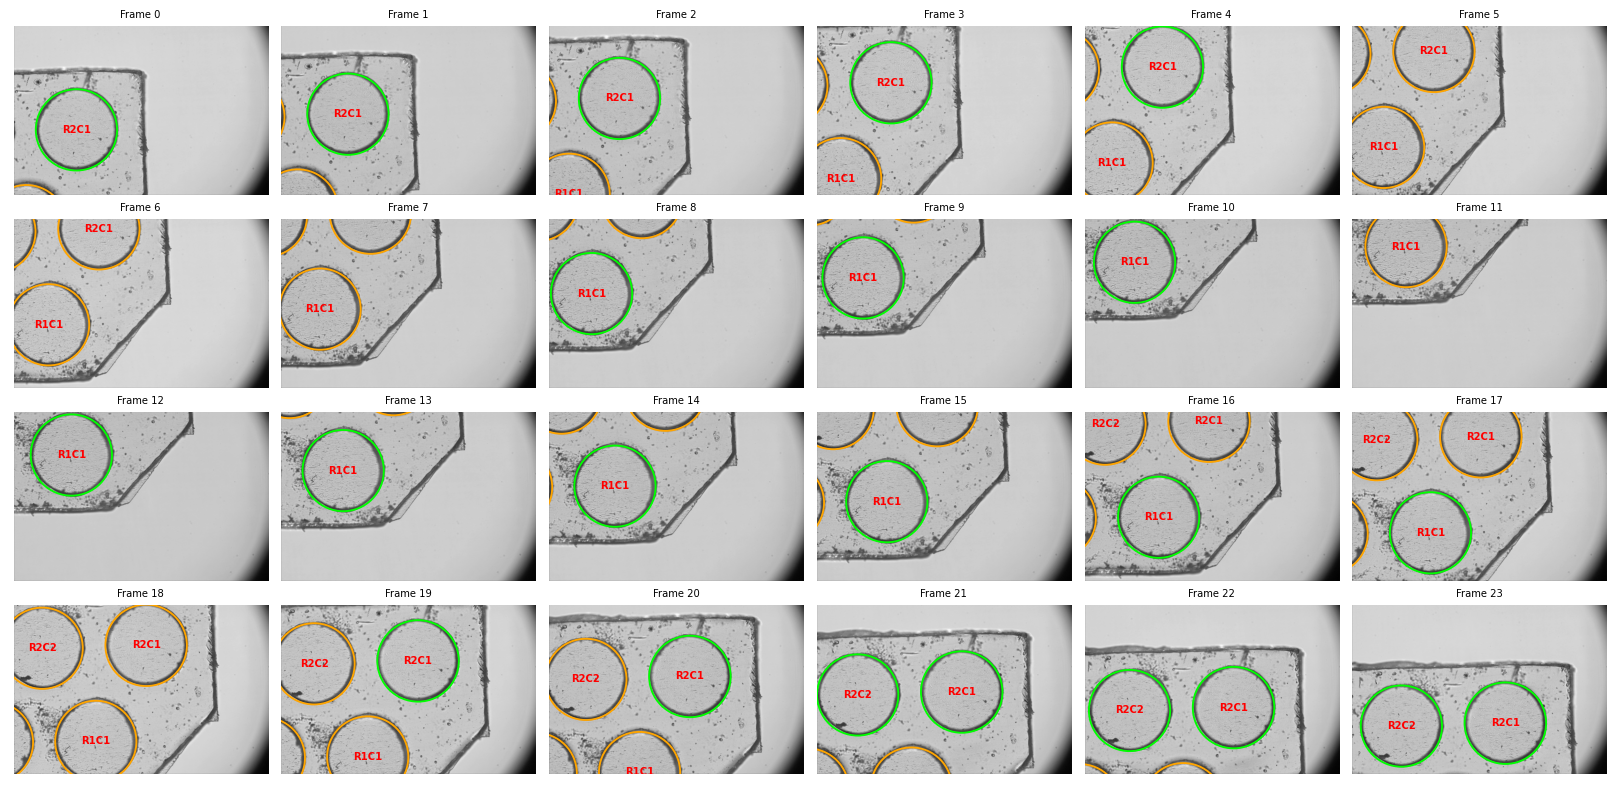 Frame 0
Frame 1
Frame 2
Frame 3
Frame 4
Frame 5
R2C1
R2C1
R2C1
R1C1
R2C1
R1C1
R2C1
R1C1
R2C1
R1C1
Frame 6
Frame 7
Frame 8
Frame 9
Frame 10
Frame 11
R2C1
R1C1
R1C1
R1C1
R1C1
R1C1
R1C1
Frame 12
Frame 13
Frame 14
Frame 15
Frame 16
Frame 17
R1C1
R1C1
R1C1
R1C1
R2C2
R2C1
R1C1
R2C2
R2C1
R1C1
Frame 18
Frame 19
Frame 20
Frame 21
Frame 22
Frame 23
R2C2
R2C1
R1C1
R2C2
R2C1
R1C1
R2C2
R2C1
R1C1
R2C2
R2C1
R2C2
R2C1
R2C2
R2C1